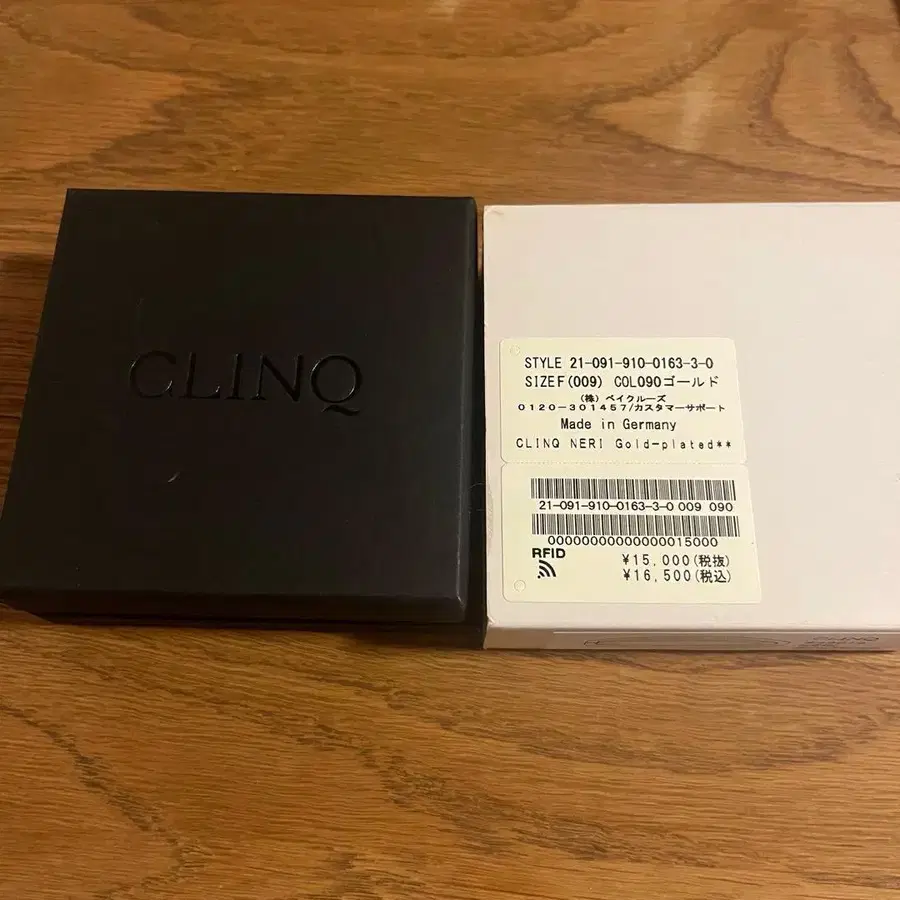 CLINQ
STYLE 21-091-910-0163-3-0
SIZEF(009) COL090ゴールド
(株) ベイクルーズ
0120-301457/カスタマーサポート
Made in Germany
CLINQ NERI Gold-plated**
21-091-910-0163-3-0 009 090
00000000000000015000
RFID
¥15,000(税抜)
¥16,500(税込)
CLINQ